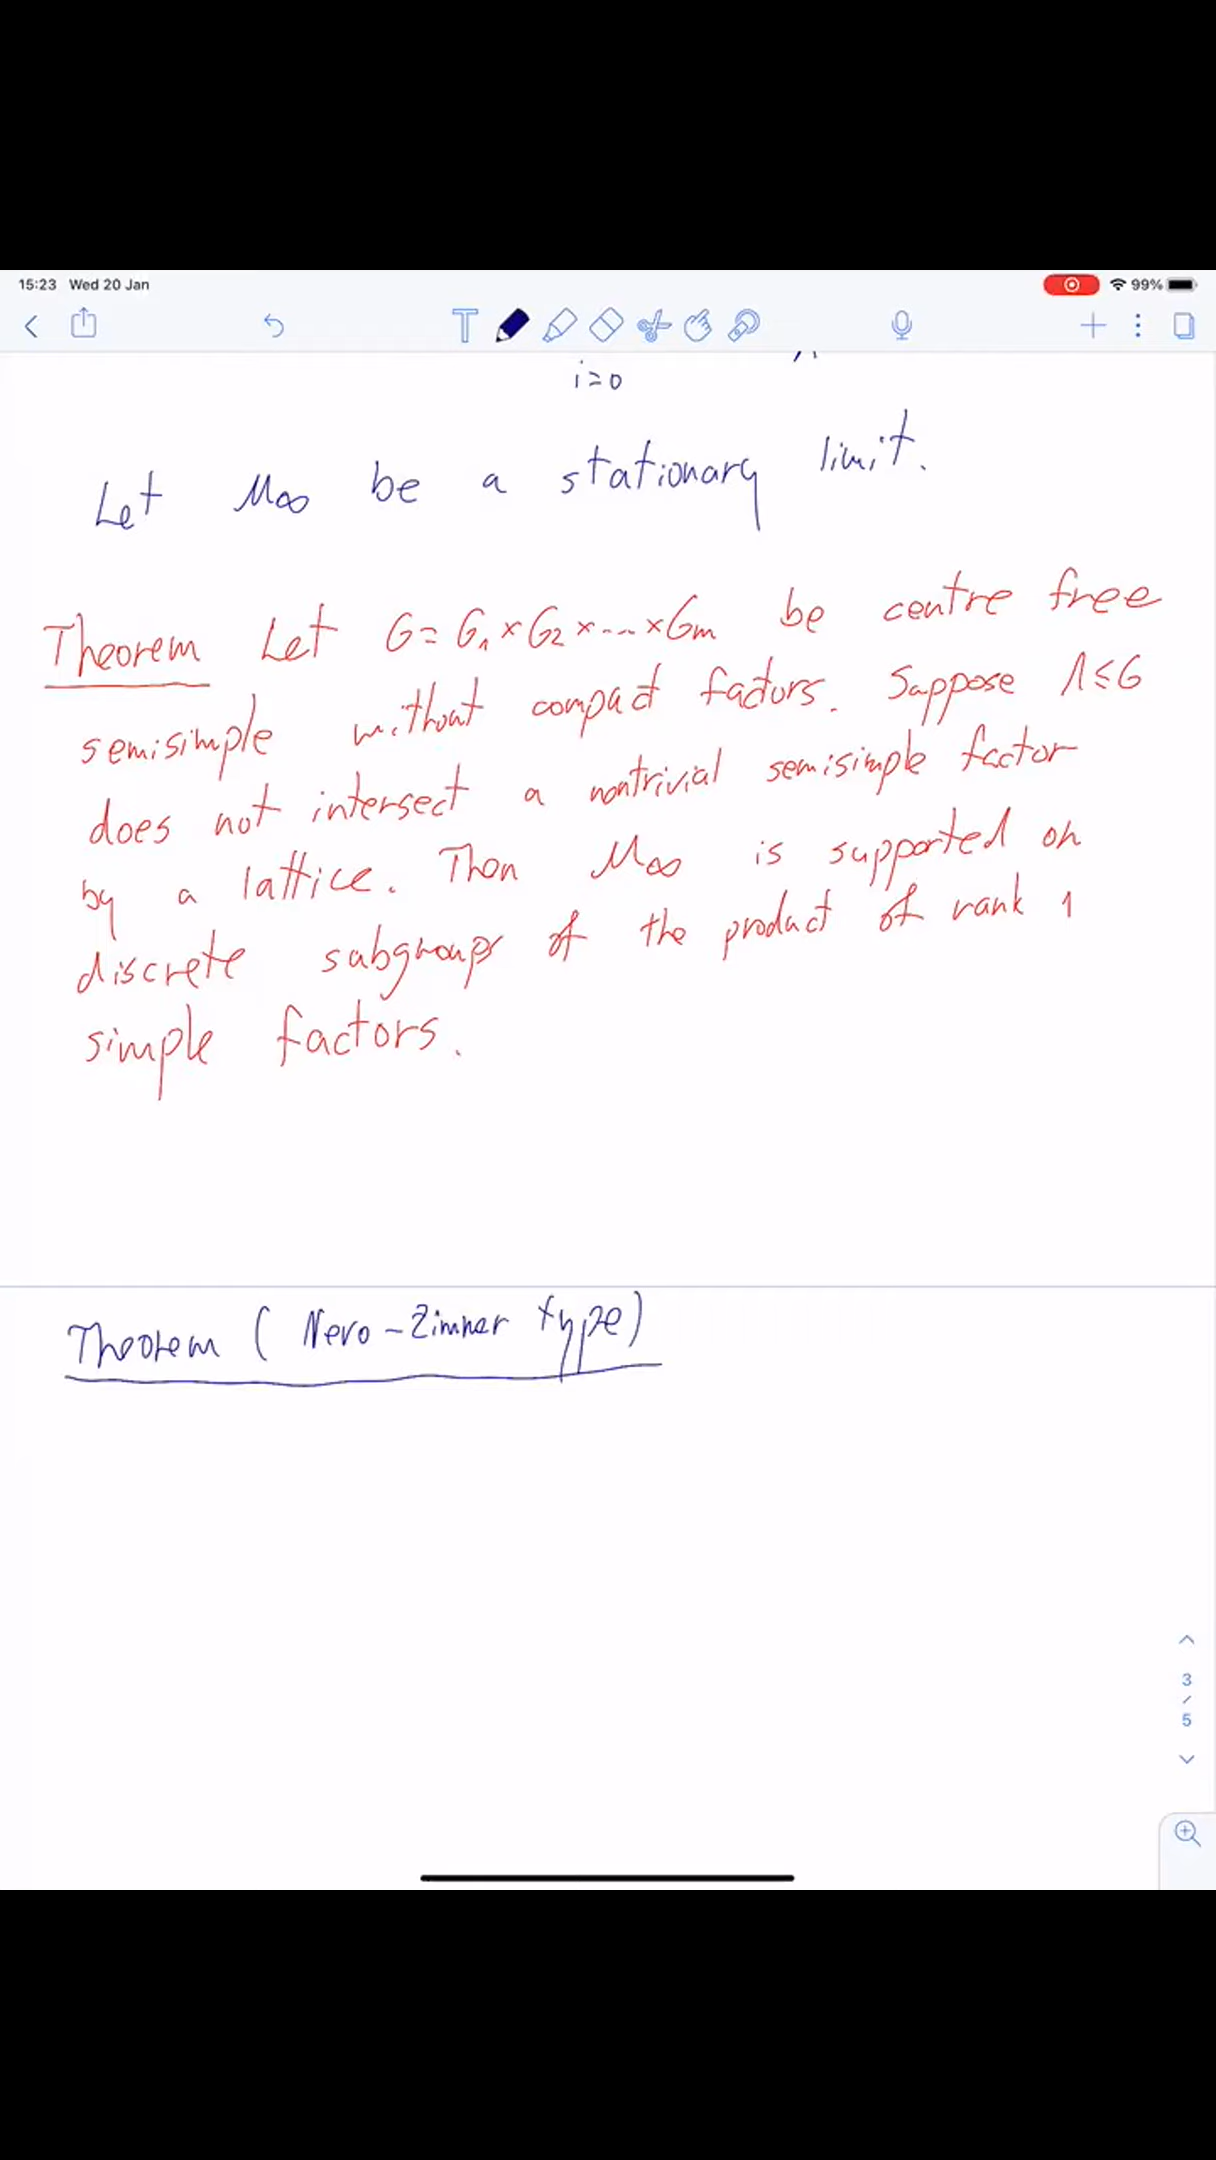 15:23 Wed 20 Jan 99%
i=0
Let μ∞ be a stationary limit.
Theorem Let G= G₁×G₂×...×Gm be centre free
semisimple without compact factors. Suppose Λ≤G
does not intersect a nontrivial semisimple factor
by a lattice. Then μ∞ is supported on
discrete subgroups of the product of rank 1
simple factors.
Theorem (Nevo-Zimmer type)
3
/
5